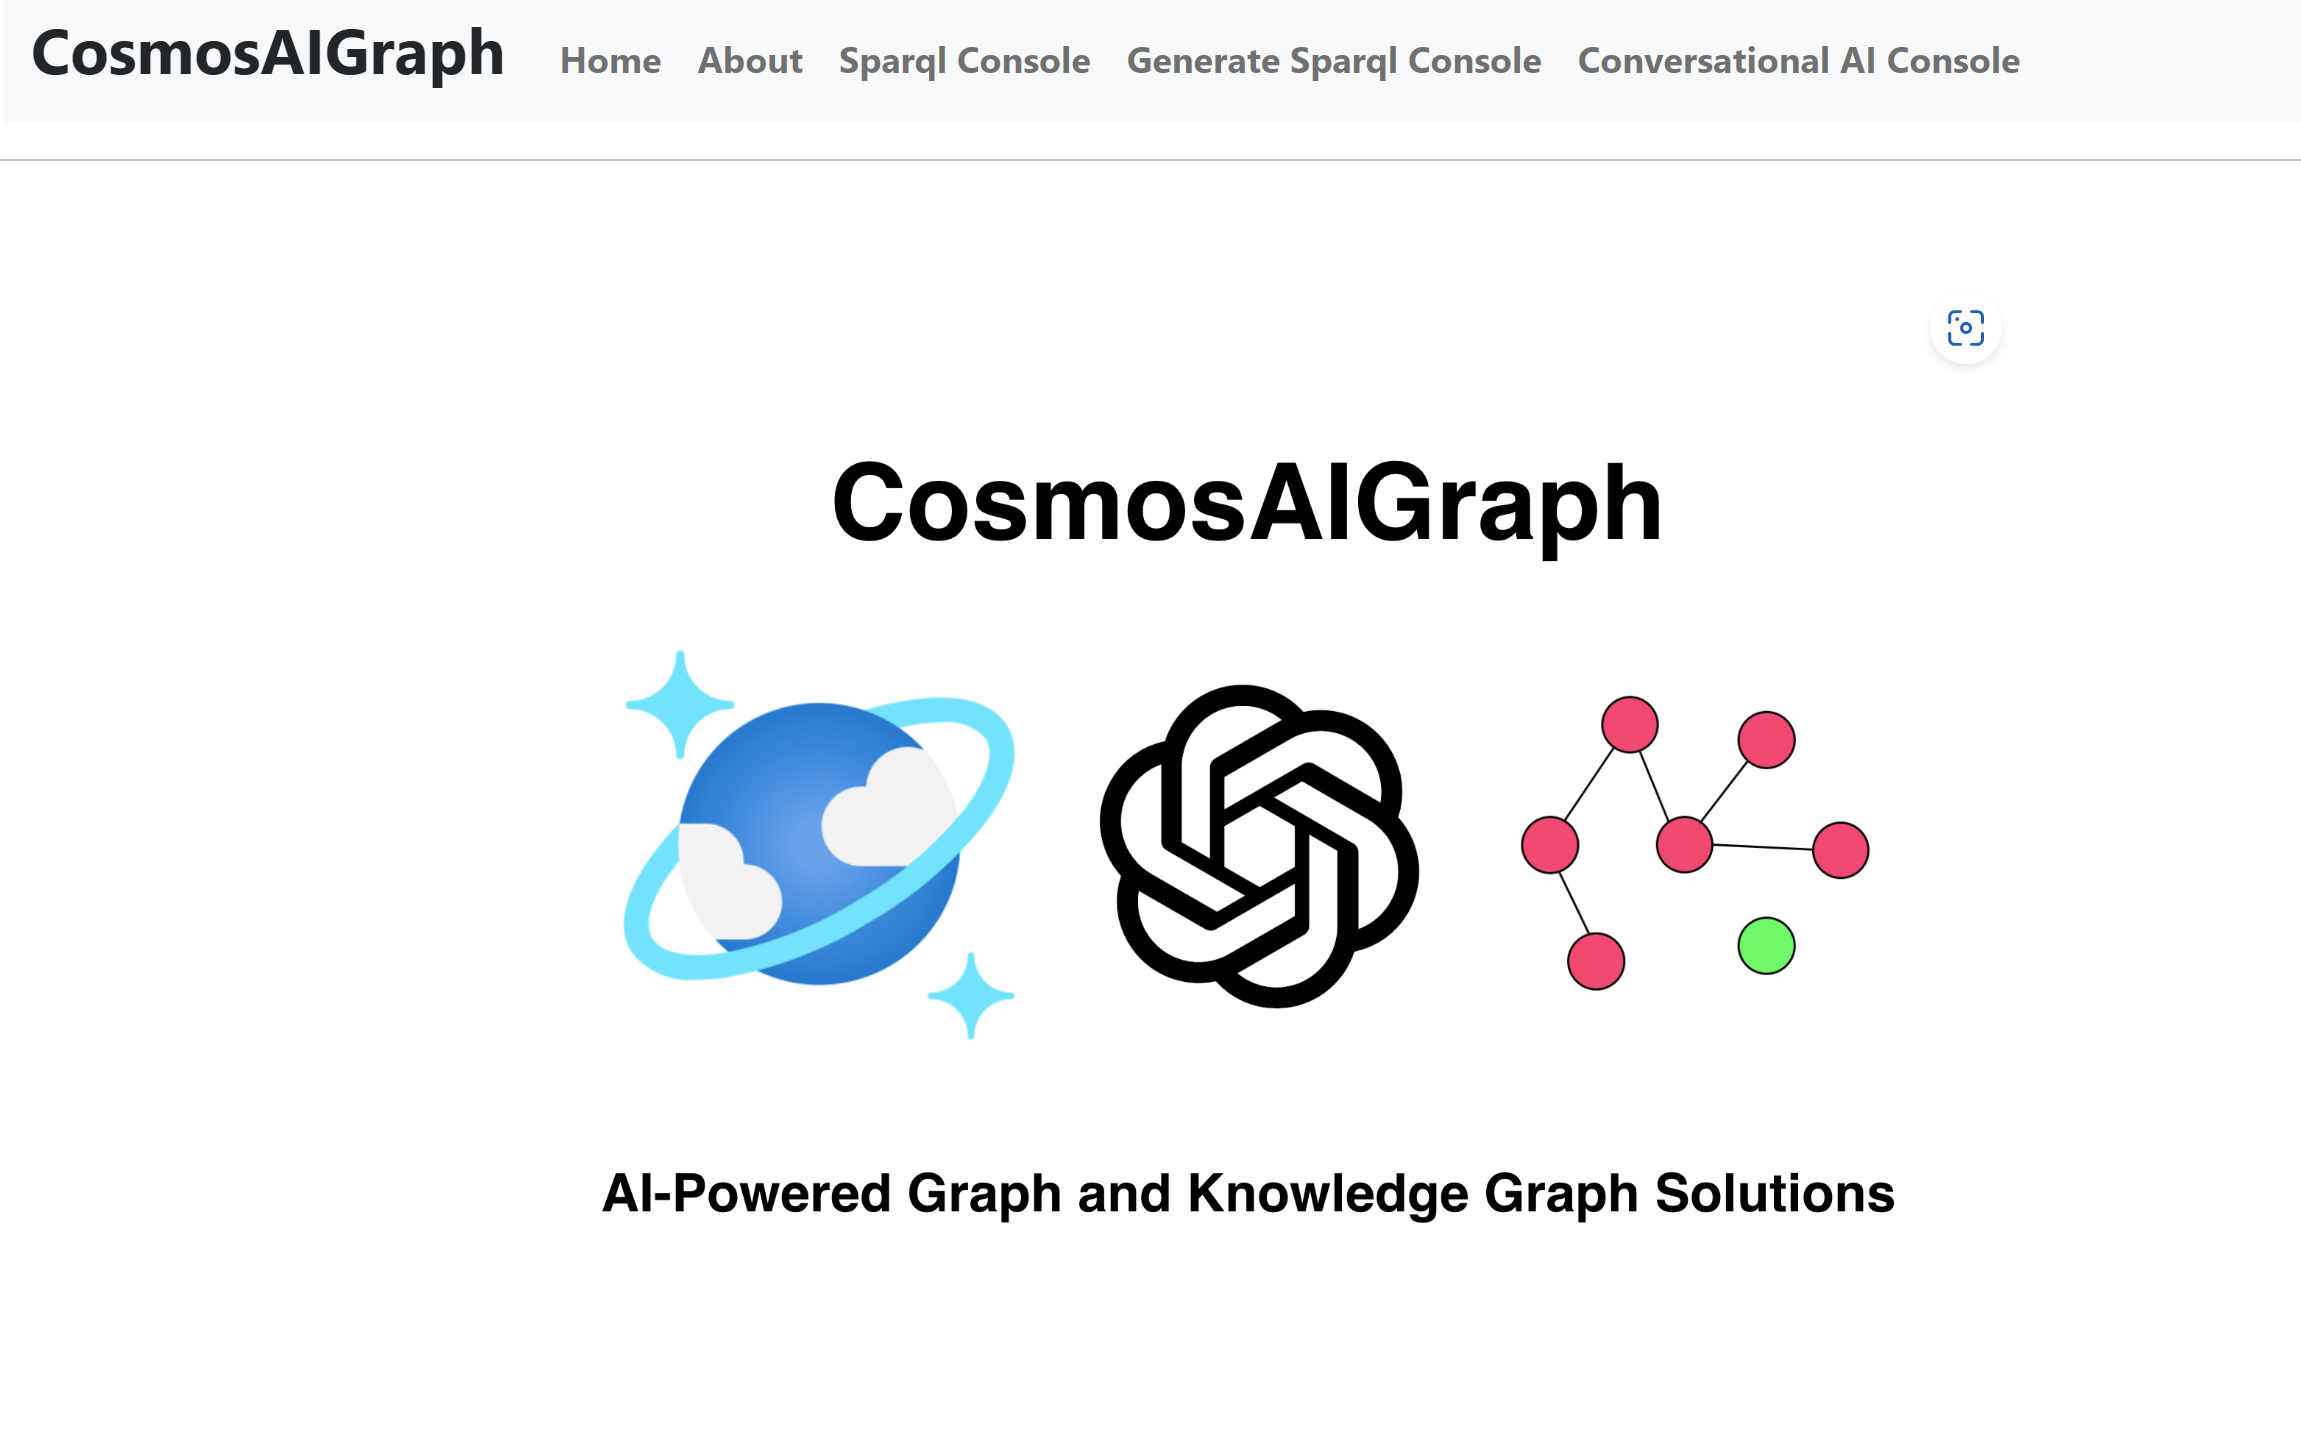 CosmosAIGraph Home About Sparql Console Generate Sparql Console Conversational AI Console
CosmosAIGraph
AI-Powered Graph and Knowledge Graph Solutions